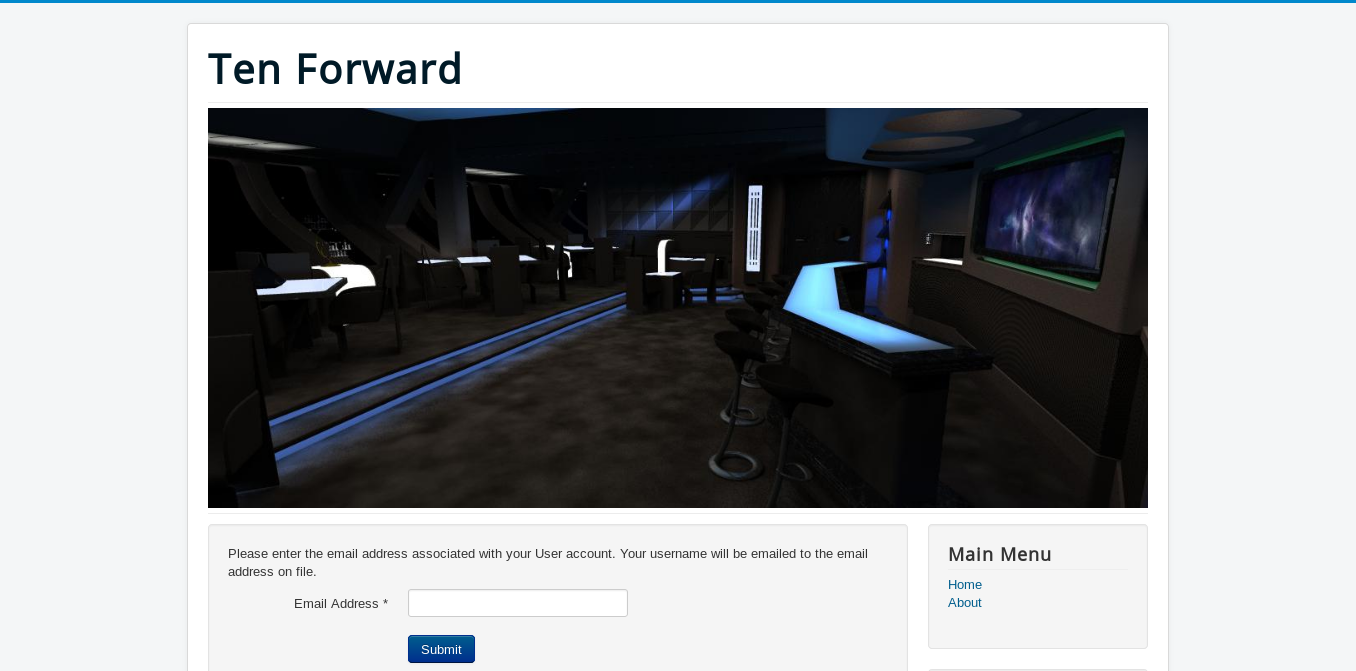 Ten Forward
Please enter the email address associated with your User account. Your username will be emailed to the email
address on file.
Email Address *
Submit
Main Menu
Home
About